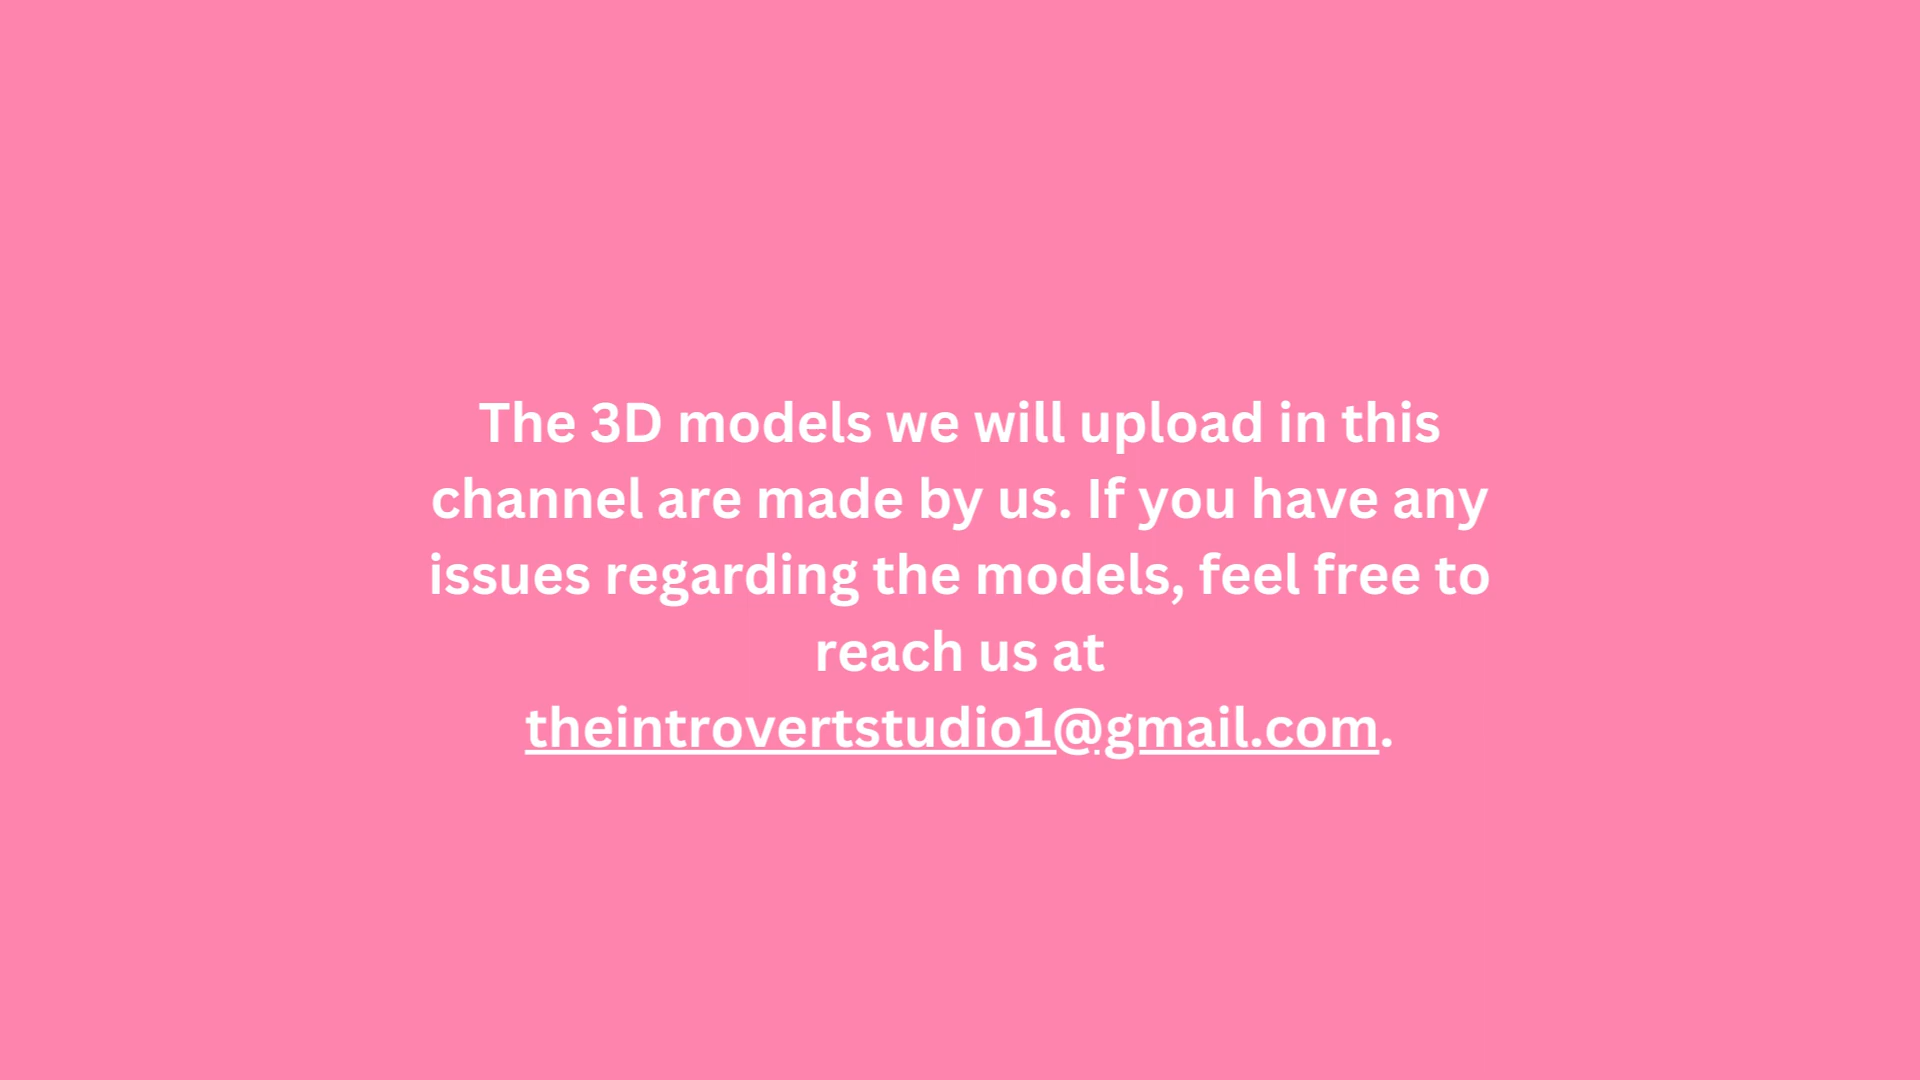 The 3D models we will upload in this
channel are made by us. If you have any
issues regarding the models, feel free to
reach us at
theintrovertstudio1@gmail.com.